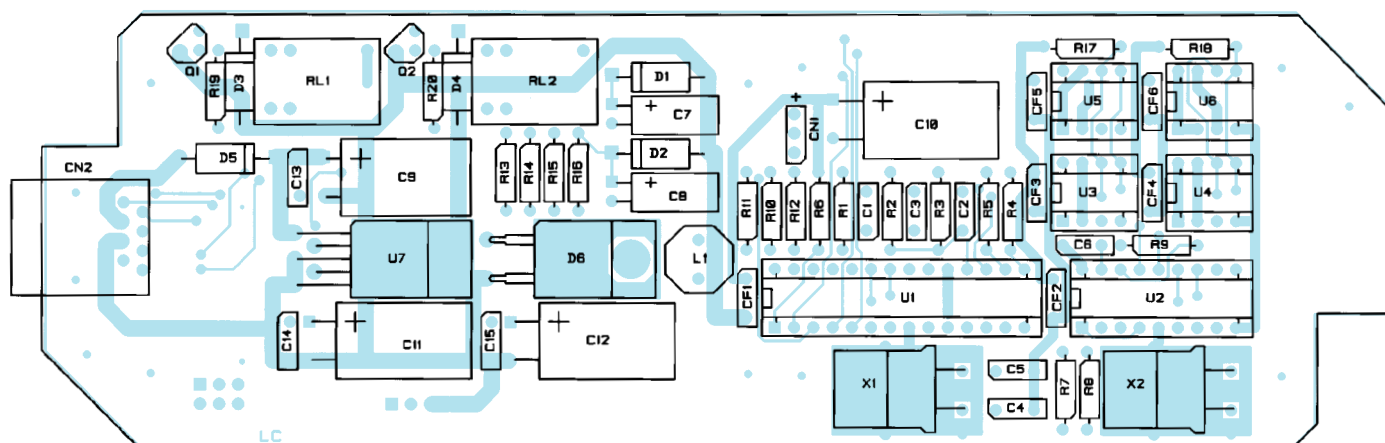 Q1
R19
D3
RL1
Q2
R20
D4
RL2
D1
C7
D2
C8
+
CN1
C10
R17
R18
CF5
U5
CF6
U6
CN2
D5
C13
C9
R13
R14
R15
R16
R11
R10
R12
R6
R1
C1
R2
C3
R3
C2
R5
R4
CF3
U3
CF4
U4
C6
R9
U7
D6
L1
CF1
U1
CF2
U2
C14
C11
C15
C12
X1
C5
C4
R7
R8
X2
LC